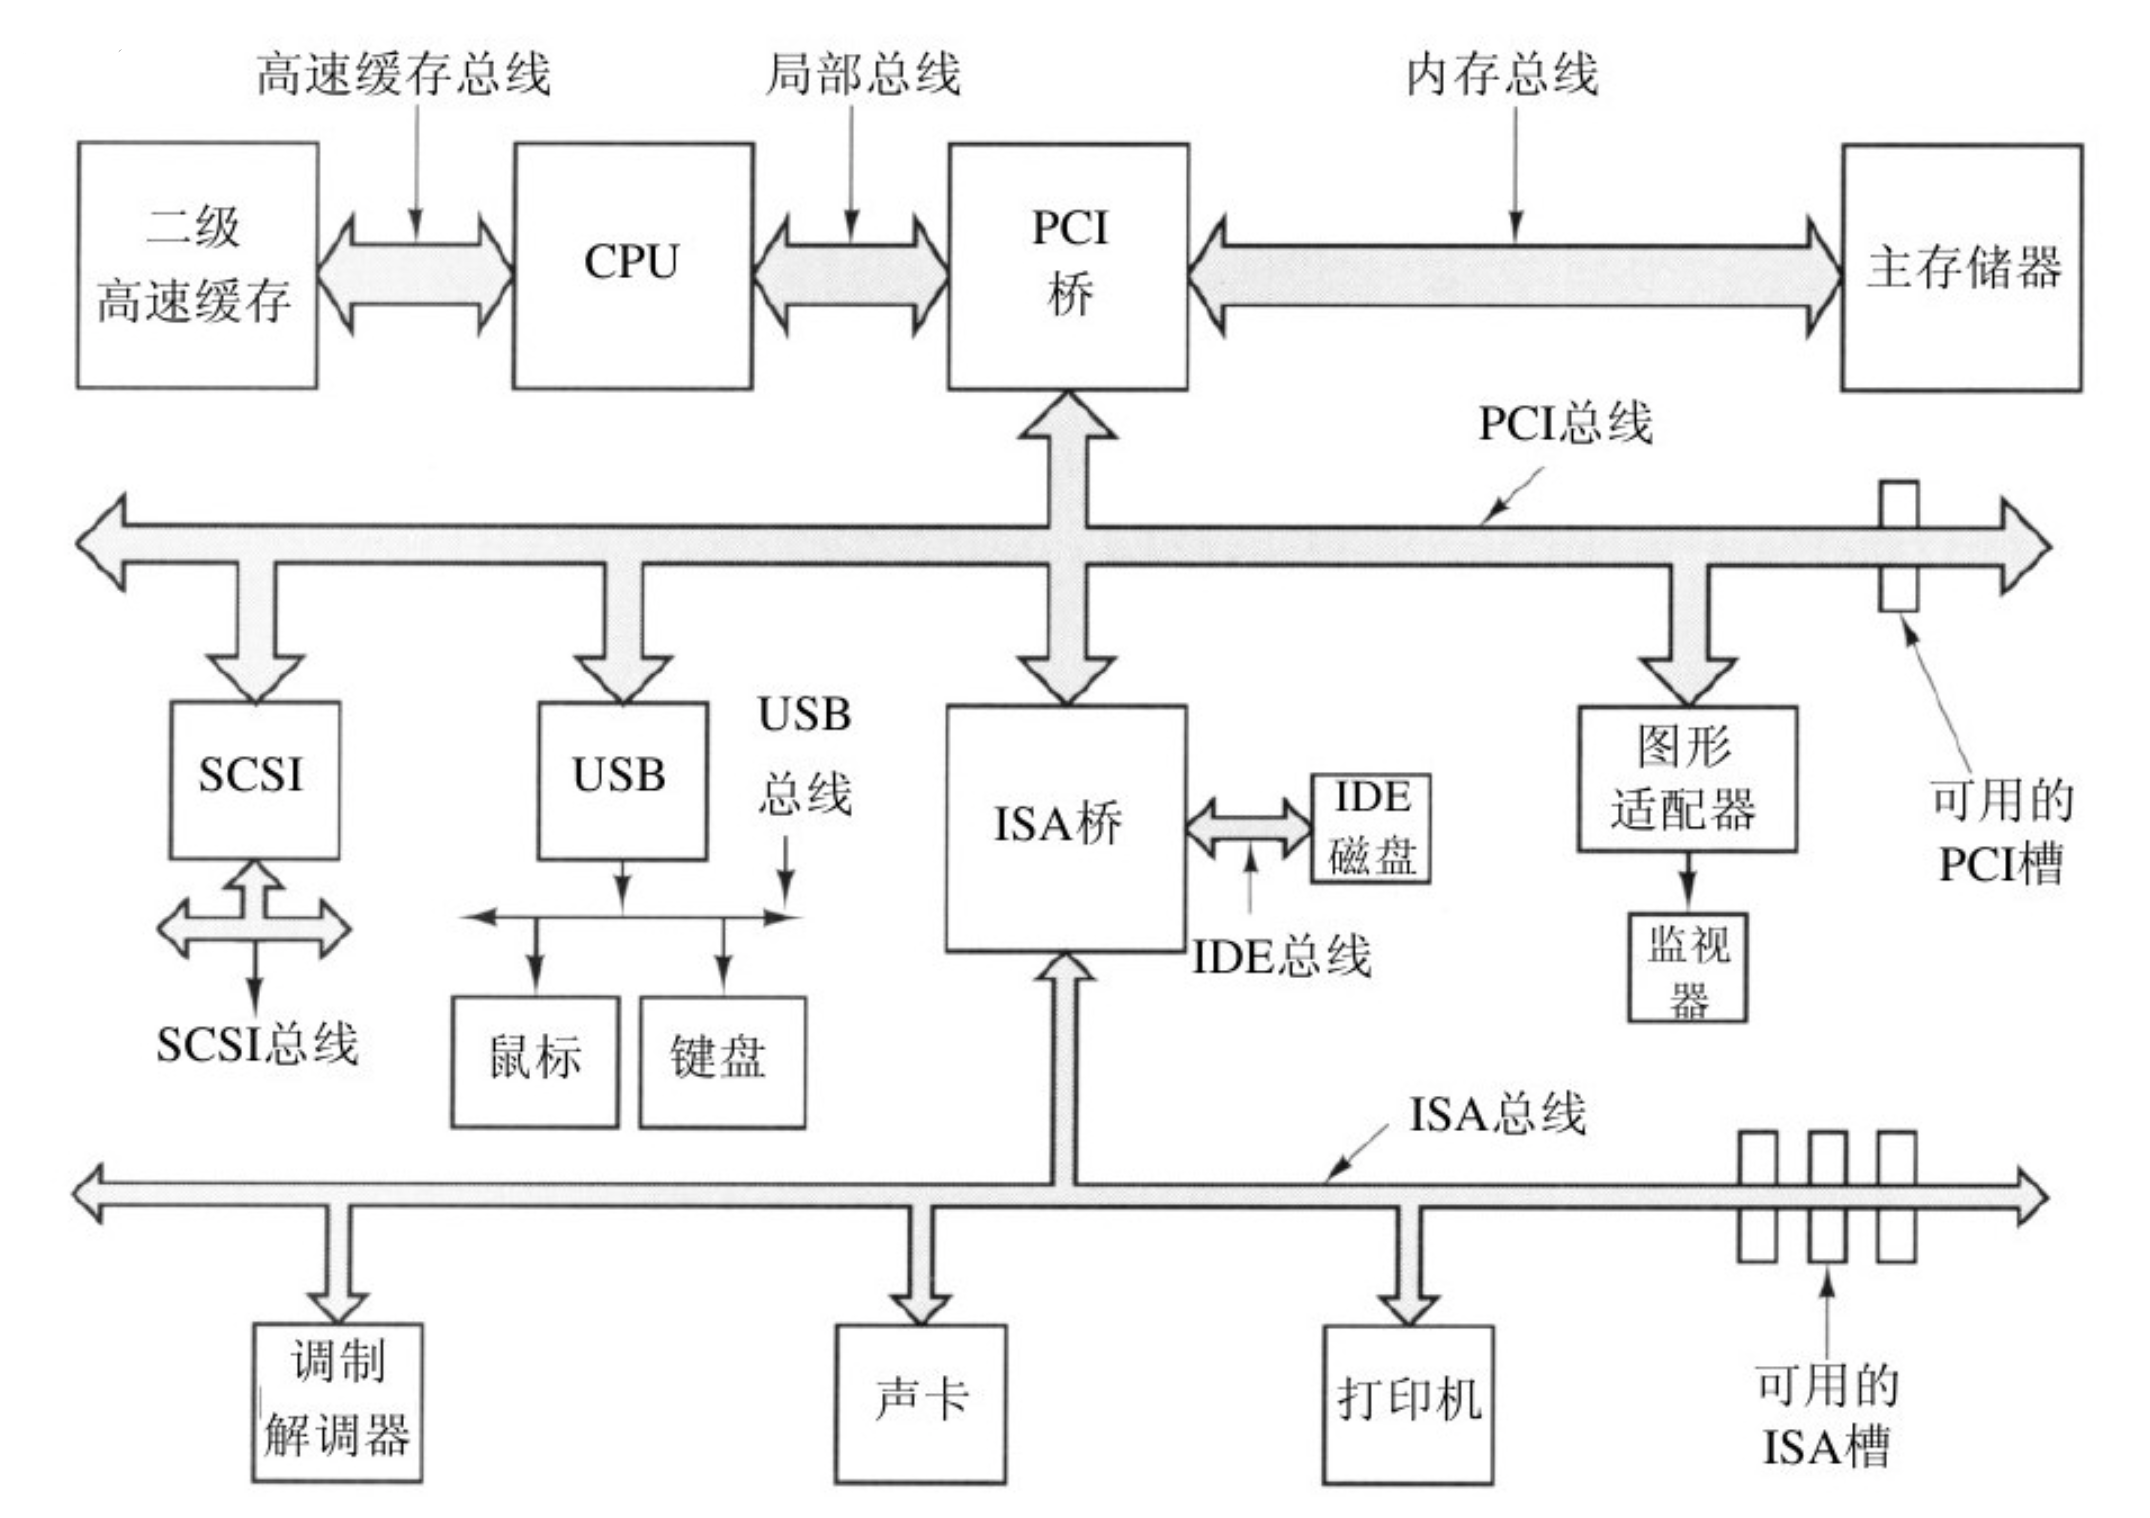 高速缓存总线
局部总线
内存总线
二级
高速缓存
CPU
PCI
桥
主存储器
PCI总线
SCSI
USB
USB
总线
ISA桥
IDE
磁盘
图形
适配器
可用的
PCI槽
IDE总线
监视
器
SCSI总线
鼠标
键盘
ISA总线
调制
解调器
声卡
打印机
可用的
ISA槽